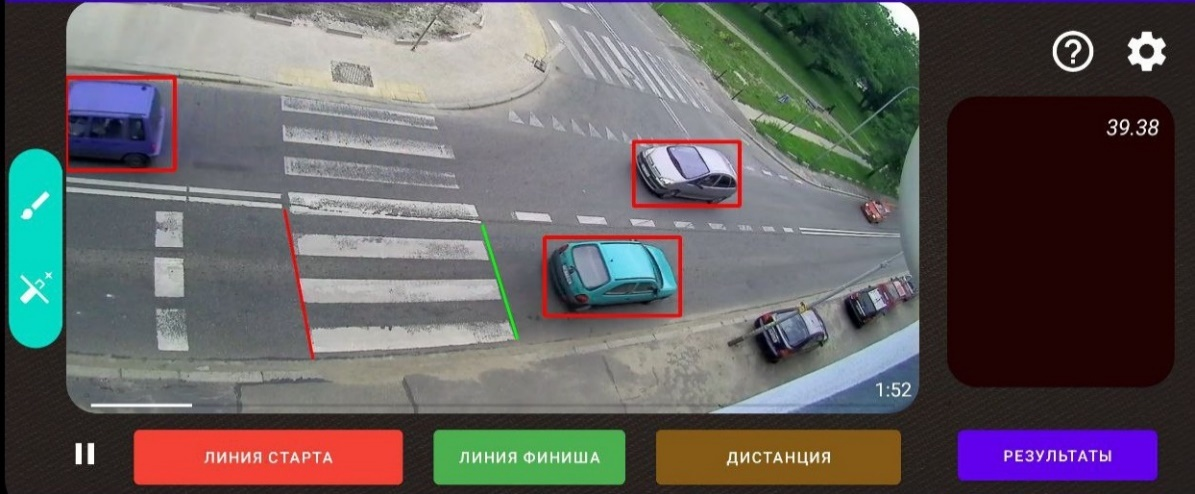 39.38
1:52
ЛИНИЯ СТАРТА
ЛИНИЯ ФИНИША
ДИСТАНЦИЯ
РЕЗУЛЬТАТЫ